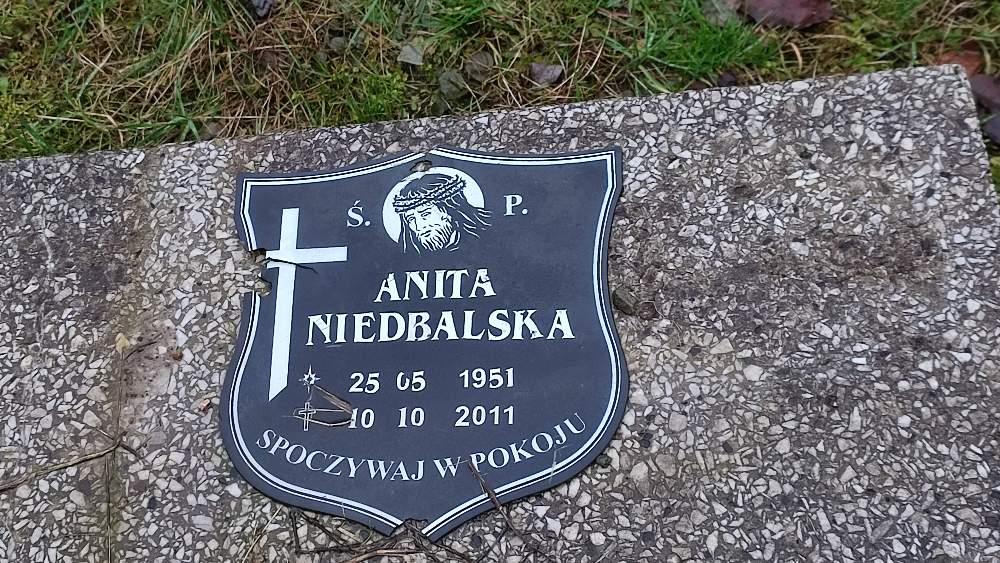 Ś. P.
ANITA
NIEDBALSKA
25 05 1951
10 10 2011
SPOCZYWAJ W POKOJU